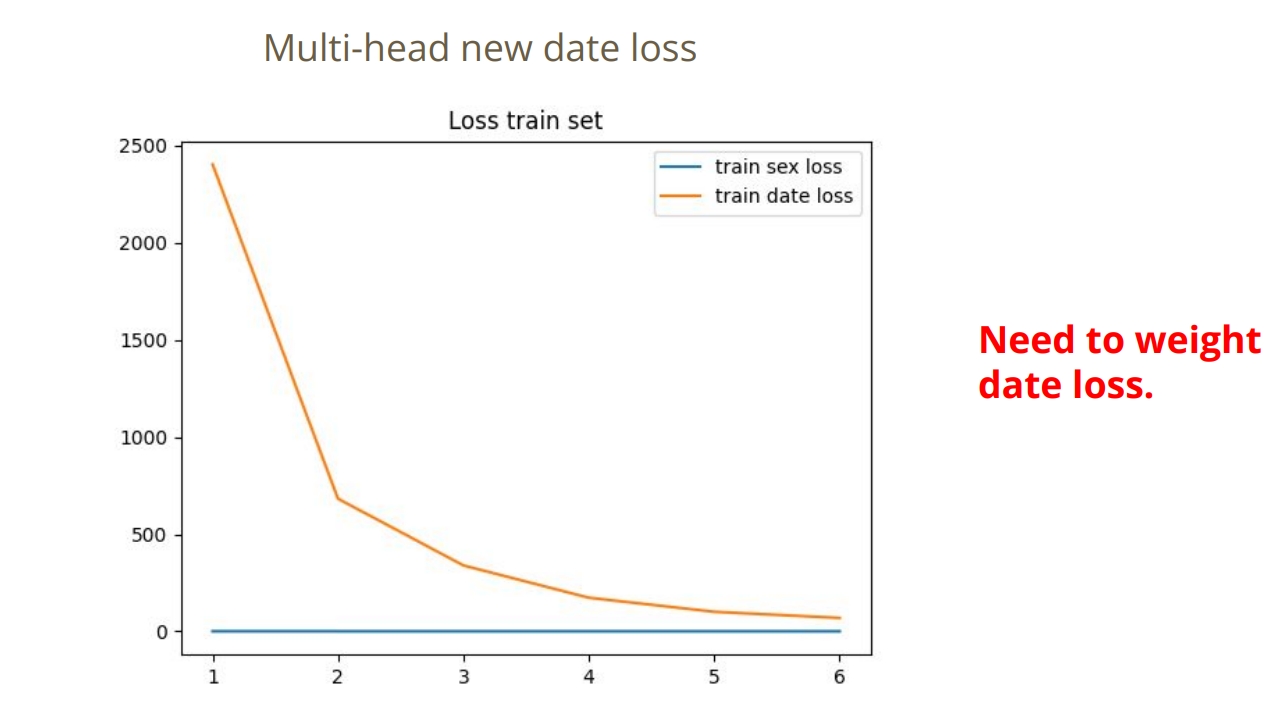 Multi-head new date loss
Loss train set
train sex loss
train date loss
2500
2000
1500
1000
500
0
1 2 3 4 5 6
Need to weight
date loss.